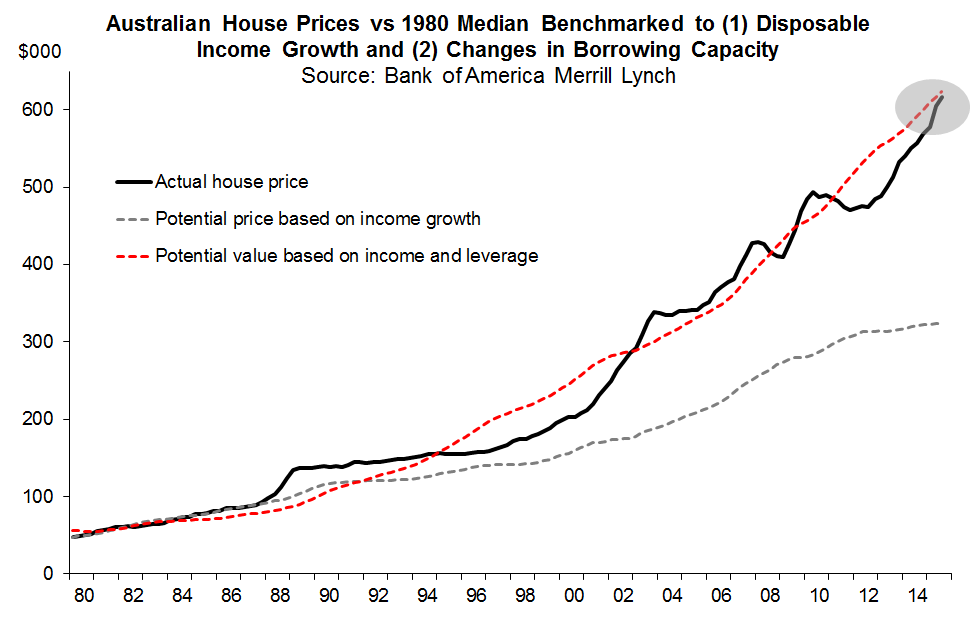 Australian House Prices vs 1980 Median Benchmarked to (1) Disposable
Income Growth and (2) Changes in Borrowing Capacity
Source: Bank of America Merrill Lynch
$000
600
500
400
300
200
100
0
Actual house price
Potential price based on income growth
Potential value based on income and leverage
80 82 84 86 88 90 92 94 96 98 00 02 04 06 08 10 12 14